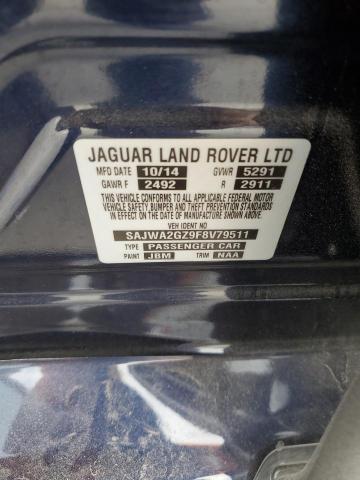 JAGUAR LAND ROVER LTD
MFD DATE 10/14 GVWR 5291
GAWR F 2492 R 2911
THIS VEHICLE CONFORMS TO ALL APPLICABLE FEDERAL MOTOR
VEHICLE SAFETY, BUMPER AND THEFT PREVENTION STANDARDS
IN EFFECT ON THE DATE OF MANUFACTURE SHOWN ABOVE
VEH IDENT NO
SAJWA2GZ9F8V79511
TYPE PASSENGER CAR
PAINT JBM TRIM NAA